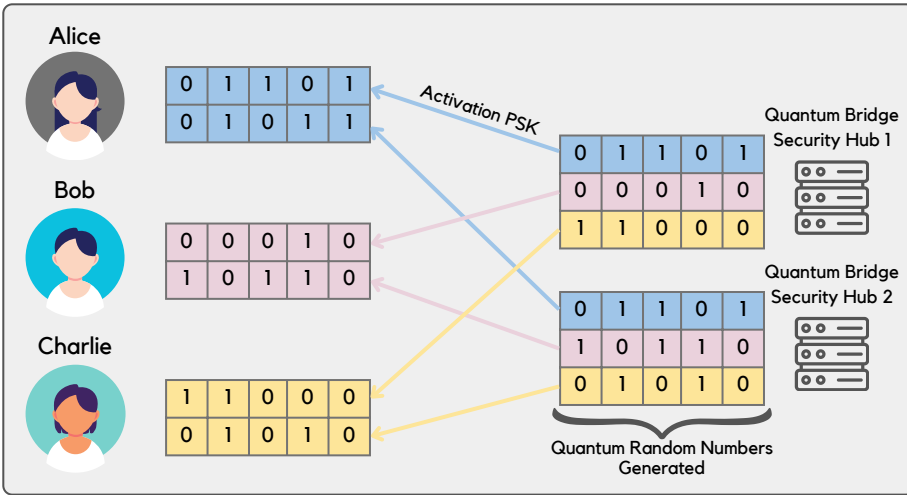 Alice
0 1 1 0 1
0 1 0 1 1
Activation PSK
Quantum Bridge
Security Hub 1
0 1 1 0 1
0 0 0 1 0
1 1 0 0 0
Bob
0 0 0 1 0
1 0 1 1 0
Quantum Bridge
Security Hub 2
0 1 1 0 1
1 0 1 1 0
0 1 0 1 0
Charlie
1 1 0 0 0
0 1 0 1 0
Quantum Random Numbers
Generated